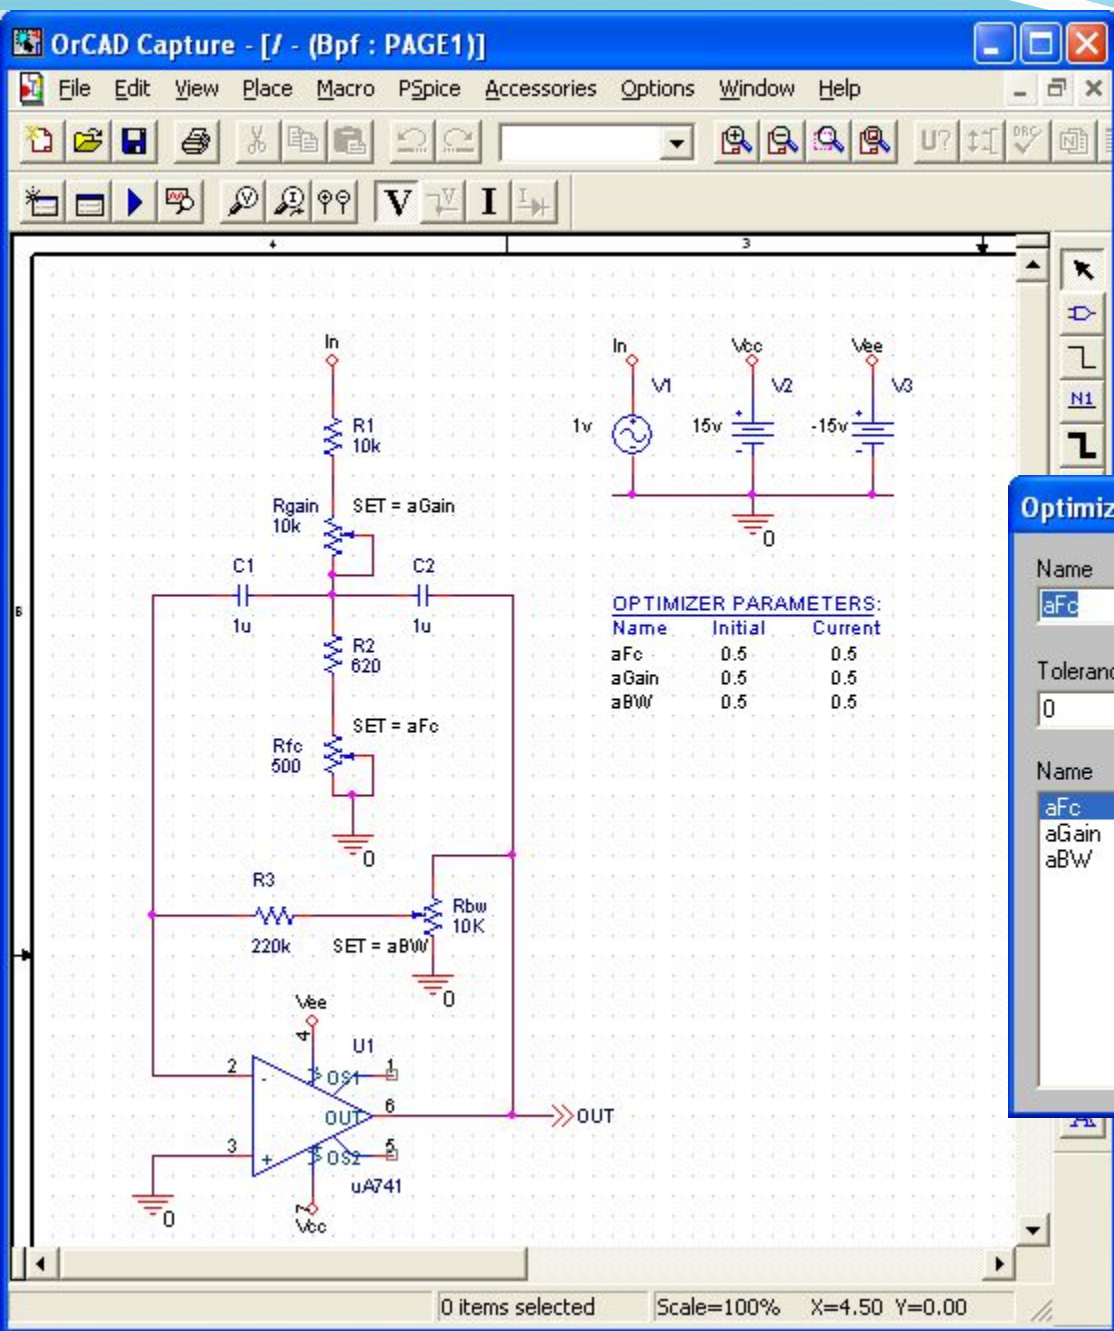 OrCAD Capture - [/ - (Bpf : PAGE1)]
File Edit View Place Macro PSpice Accessories Options Window Help
U? DRC N
V I V V I I
4 3
In
R1
10k
Rgain
10k
SET = aGain
C1
1u
C2
1u
R2
620
SET = aFc
Rfc
500
0
R3
220k
SET = aBW
Rbw
10K
0
Vee
4
U1
2
-
OS1
1
OUT
6
OUT
3
+
OS2
5
uA741
7
Vcc
0
In
Vcc
Vee
V1
V2
V3
1v
15v
-15v
0
OPTIMIZER PARAMETERS:
Name Initial Current
aFc 0.5 0.5
aGain 0.5 0.5
aBW 0.5 0.5
B
N1
Optimiz
Name
aFc
Toleranc
0
Name
aFc
aGain
aBW
0 items selected Scale=100% X=4.50 Y=0.00